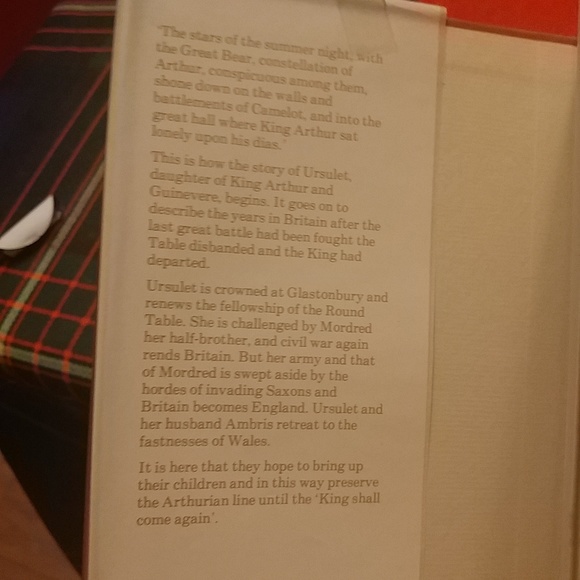 'The stars of the summer night, with
the Great Bear, constellation of
Arthur, conspicuous among them,
shone down on the walls and
battlements of Camelot, and into the
great hall where King Arthur sat
lonely upon his dias.'
This is how the story of Ursulet,
daughter of King Arthur and
Guinevere, begins. It goes on to
describe the years in Britain after the
last great battle had been fought the
Table disbanded and the King had
departed.
Ursulet is crowned at Glastonbury and
renews the fellowship of the Round
Table. She is challenged by Mordred
her half-brother, and civil war again
rends Britain. But her army and that
of Mordred is swept aside by the
hordes of invading Saxons and
Britain becomes England. Ursulet and
her husband Ambris retreat to the
fastnesses of Wales.
It is here that they hope to bring up
their children and in this way preserve
the Arthurian line until the 'King shall
come again'.